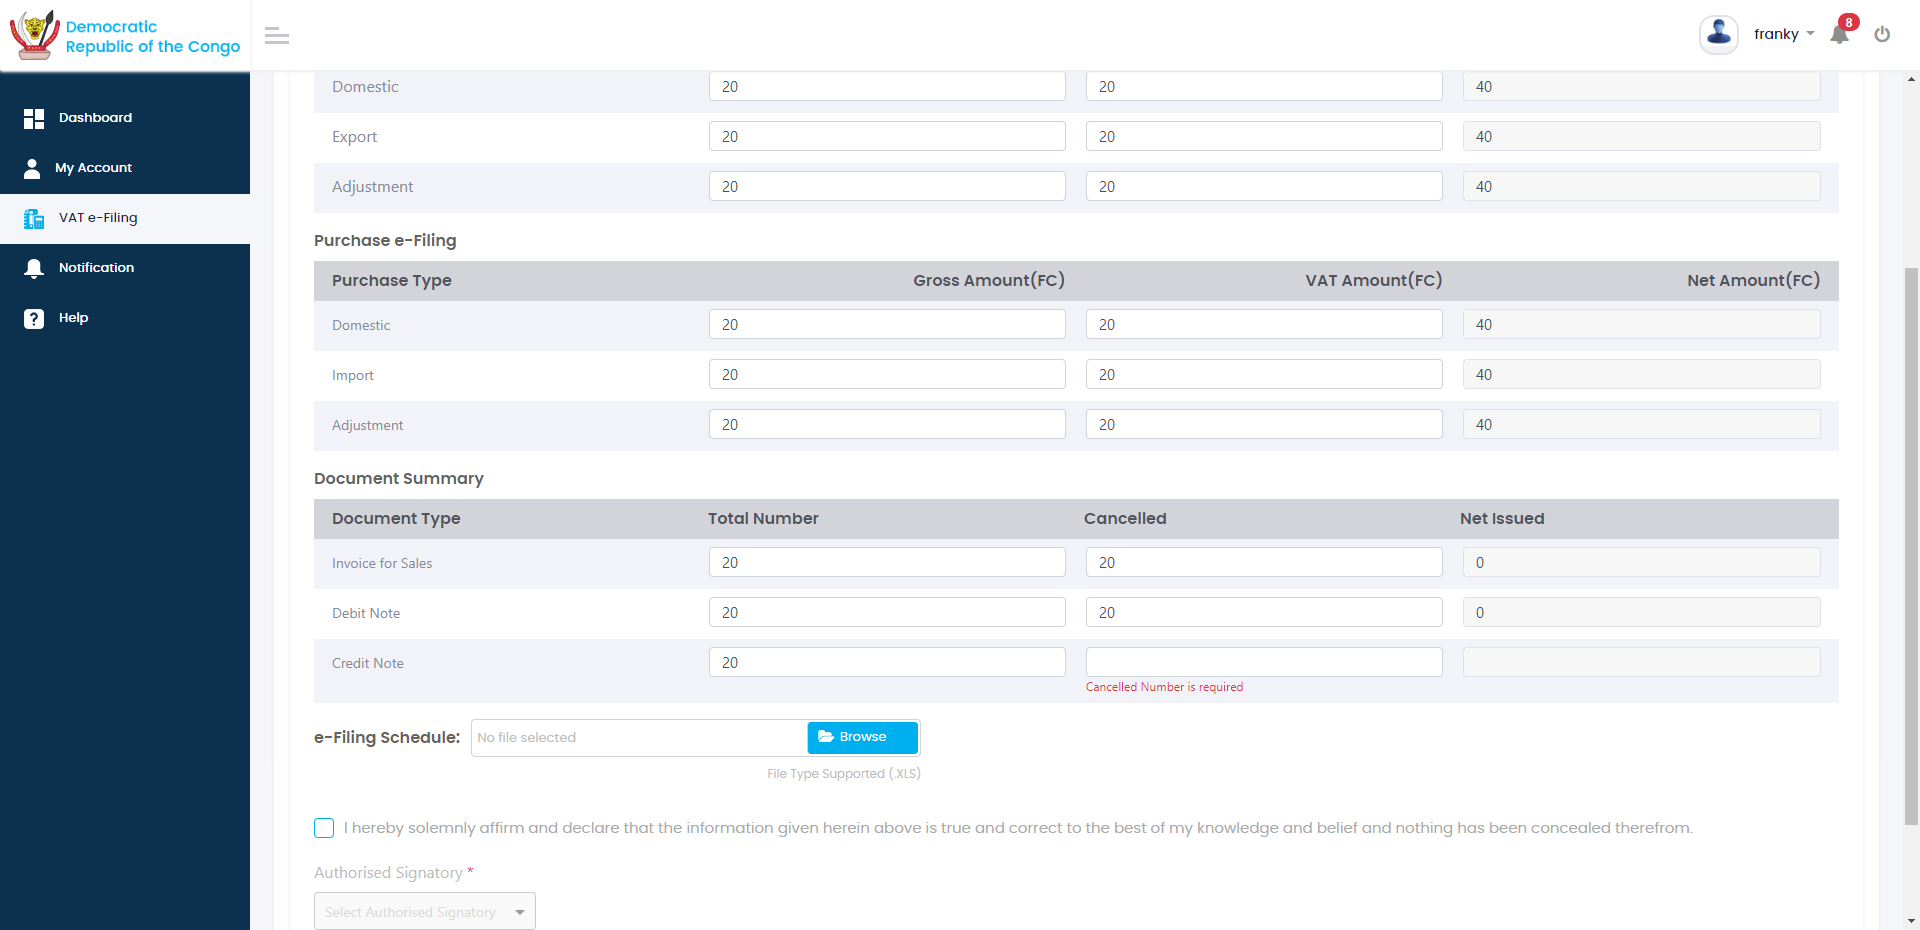 Democratic
Republic of the Congo
franky
8
Dashboard
My Account
VAT e-Filing
Notification
Help
Domestic 20 20 40
Export 20 20 40
Adjustment 20 20 40
Purchase e-Filing
Purchase Type Gross Amount(FC) VAT Amount(FC) Net Amount(FC)
Domestic 20 20 40
Import 20 20 40
Adjustment 20 20 40
Document Summary
Document Type Total Number Cancelled Net Issued
Invoice for Sales 20 20 0
Debit Note 20 20 0
Credit Note 20
Cancelled Number is required
e-Filing Schedule: No file selected Browse
File Type Supported (.XLS)
I hereby solemnly affirm and declare that the information given herein above is true and correct to the best of my knowledge and belief and nothing has been concealed therefrom.
Authorised Signatory *
Select Authorised Signatory